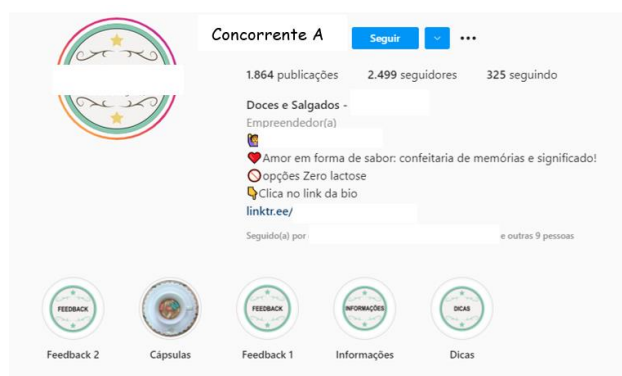 Concorrente A
Seguir
1.864 publicações 2.499 seguidores 325 seguindo
Doces e Salgados -
Empreendedor(a)
Amor em forma de sabor: confeitaria de memórias e significado!
opções Zero lactose
Clica no link da bio
linktr.ee/
Seguido(a) por e outras 9 pessoas
FEEDBACK FEEDBACK INFORMAÇÕES DICAS
Feedback 2 Cápsulas Feedback 1 Informações Dicas